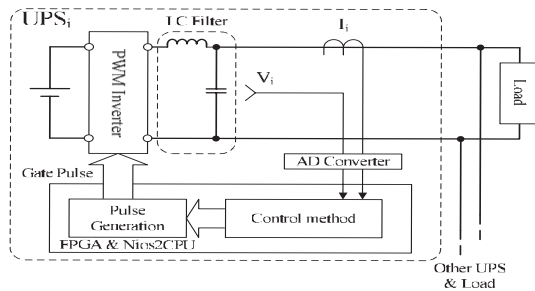 UPSi
LC Filter
Ii
PWM Inverter
Vi
Load
AD Converter
Gate Pulse
Pulse
Generation
Control method
FPGA & Nios2CPU
Other UPS
& Load